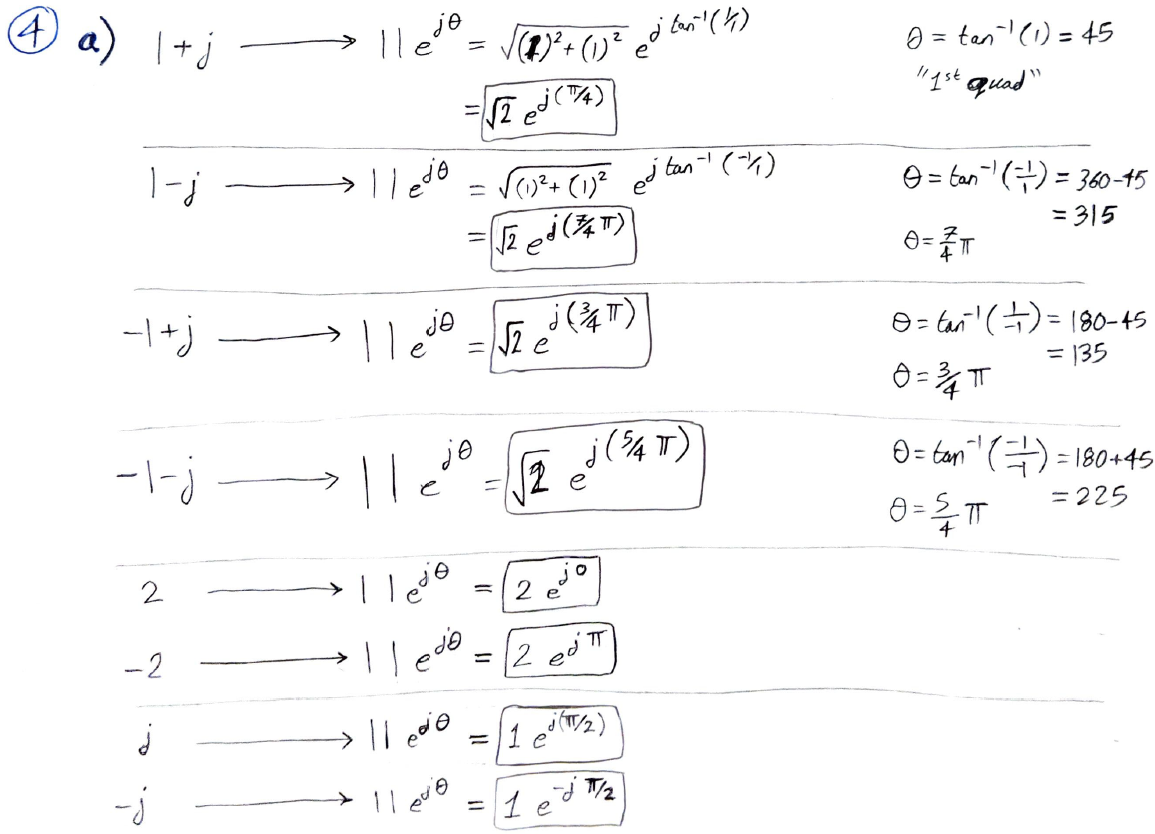 ④ a) 1+j ⟶ | | e^{jθ} = √((1)²+(1)²) e^{j tan⁻¹(1/1)} θ = tan⁻¹(1) = 45
= √2 e^{j(π/4)} "1st quad"
1-j ⟶ | | e^{jθ} = √((1)²+(1)²) e^{j tan⁻¹(-1/1)} θ = tan⁻¹(-1/1) = 360-45
= 315
= √2 e^{j(7/4 π)} θ = 7/4 π
-1+j ⟶ | | e^{jθ} = √2 e^{j(3/4 π)} θ = tan⁻¹(1/-1) = 180-45
= 135
θ = 3/4 π
-1-j ⟶ | | e^{jθ} = √2 e^{j(5/4 π)} θ = tan⁻¹(-1/-1) = 180+45
= 225
θ = 5/4 π
2 ⟶ | | e^{jθ} = 2 e^{j0}
-2 ⟶ | | e^{jθ} = 2 e^{jπ}
j ⟶ | | e^{jθ} = 1 e^{j(π/2)}
-j ⟶ | | e^{jθ} = 1 e^{-jπ/2}